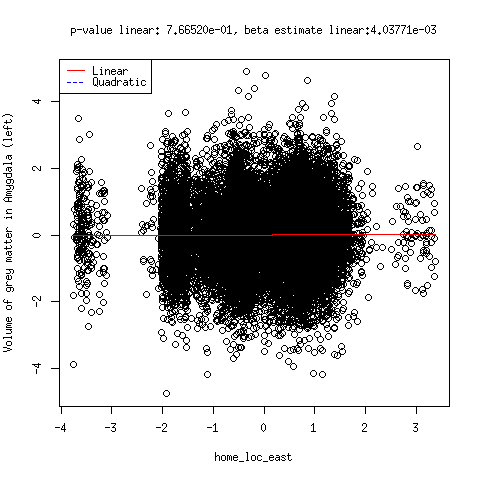 p-value linear: 7.66520e-01, beta estimate linear:4.03771e-03
Linear
Quadratic
Volume of grey matter in Amygdala (left)
4
2
0
-2
-4
-4 -3 -2 -1 0 1 2 3
home_loc_east